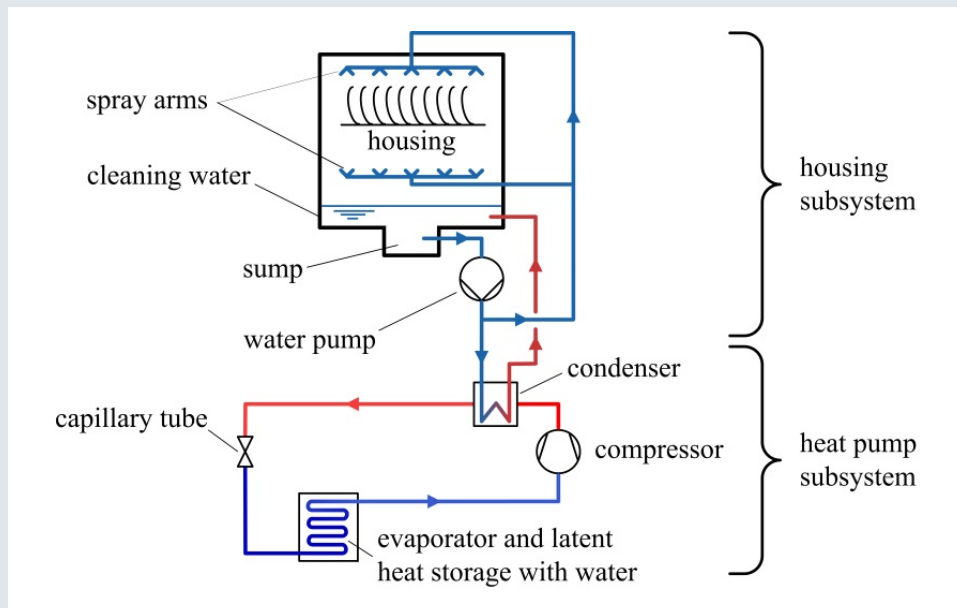 spray arms
housing
cleaning water
housing
subsystem
sump
water pump
condenser
capillary tube
compressor
heat pump
subsystem
evaporator and latent
heat storage with water